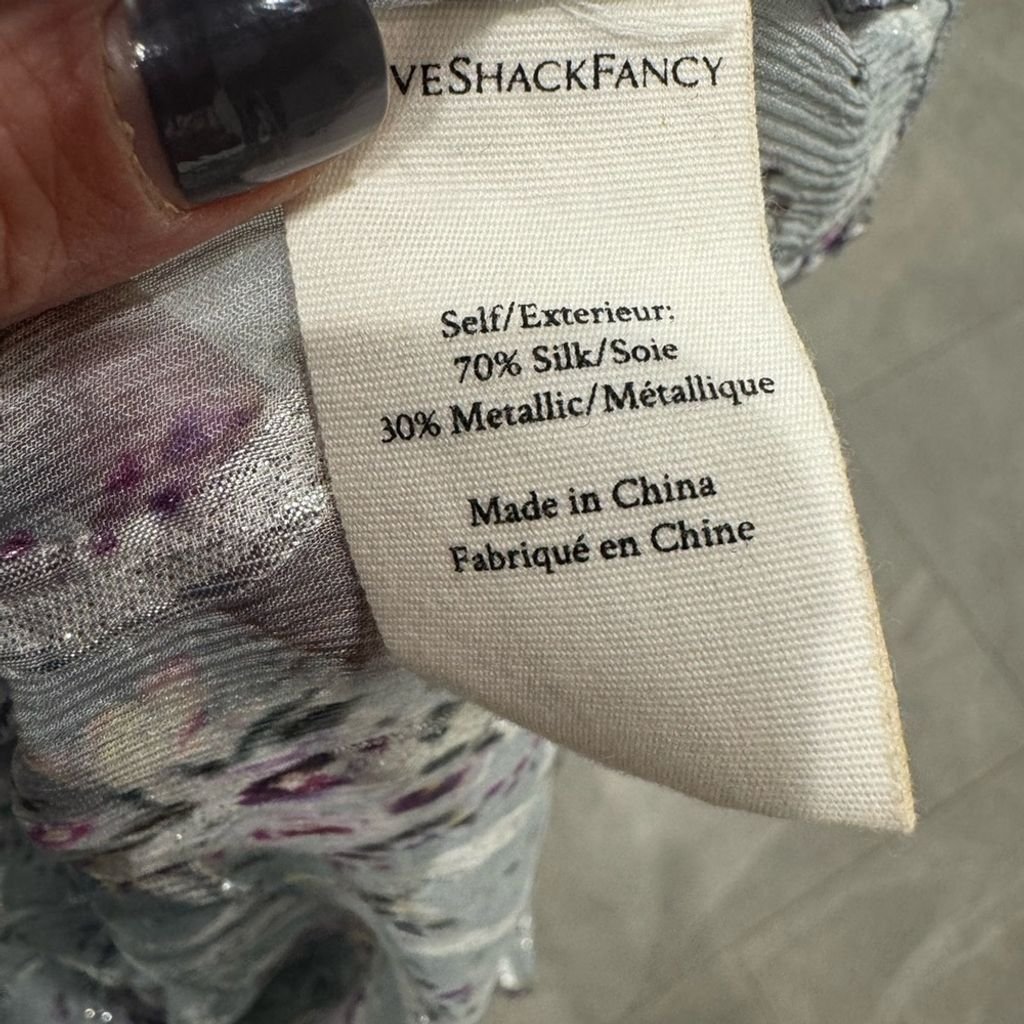 VESHACKFANCY
Self/Exterieur:
70% Silk/Soie
30% Metallic/Métallique
Made in China
Fabriqué en Chine